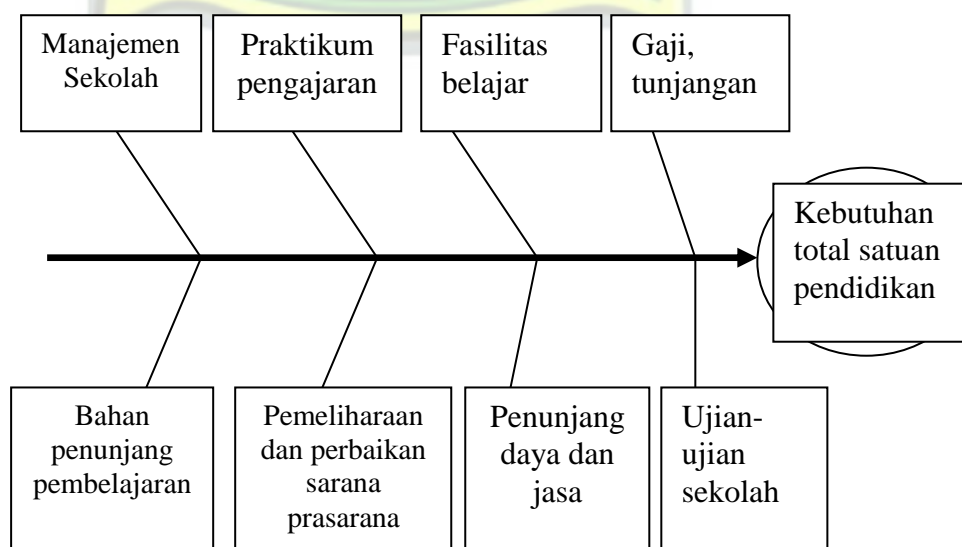 Manajemen
Sekolah
Praktikum
pengajaran
Fasilitas
belajar
Gaji,
tunjangan
Kebutuhan
total satuan
pendidikan
Bahan
penunjang
pembelajaran
Pemeliharaan
dan perbaikan
sarana
prasarana
Penunjang
daya dan
jasa
Ujian-
ujian
sekolah